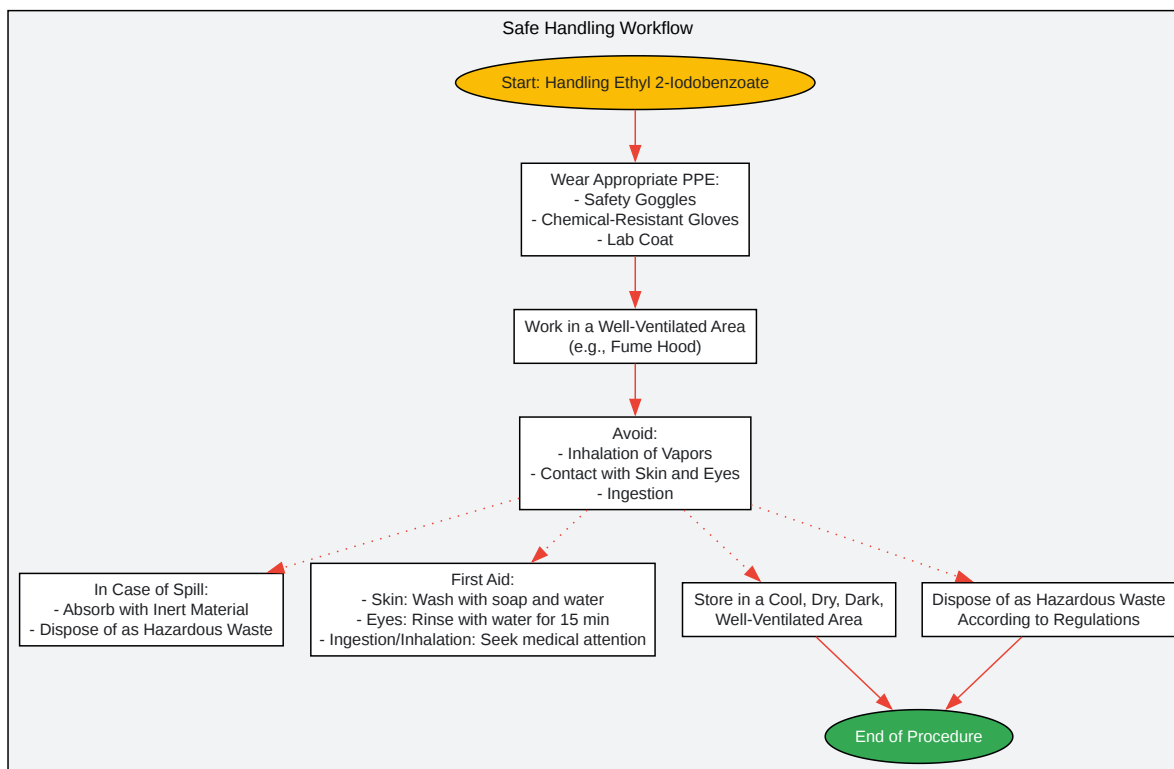 Safe Handling Workflow
Start: Handling Ethyl 2-Iodobenzoate
Wear Appropriate PPE:
- Safety Goggles
- Chemical-Resistant Gloves
- Lab Coat
Work in a Well-Ventilated Area
(e.g., Fume Hood)
Avoid:
- Inhalation of Vapors
- Contact with Skin and Eyes
- Ingestion
In Case of Spill:
- Absorb with Inert Material
- Dispose of as Hazardous Waste
First Aid:
- Skin: Wash with soap and water
- Eyes: Rinse with water for 15 min
- Ingestion/Inhalation: Seek medical attention
Store in a Cool, Dry, Dark,
Well-Ventilated Area
Dispose of as Hazardous Waste
According to Regulations
End of Procedure